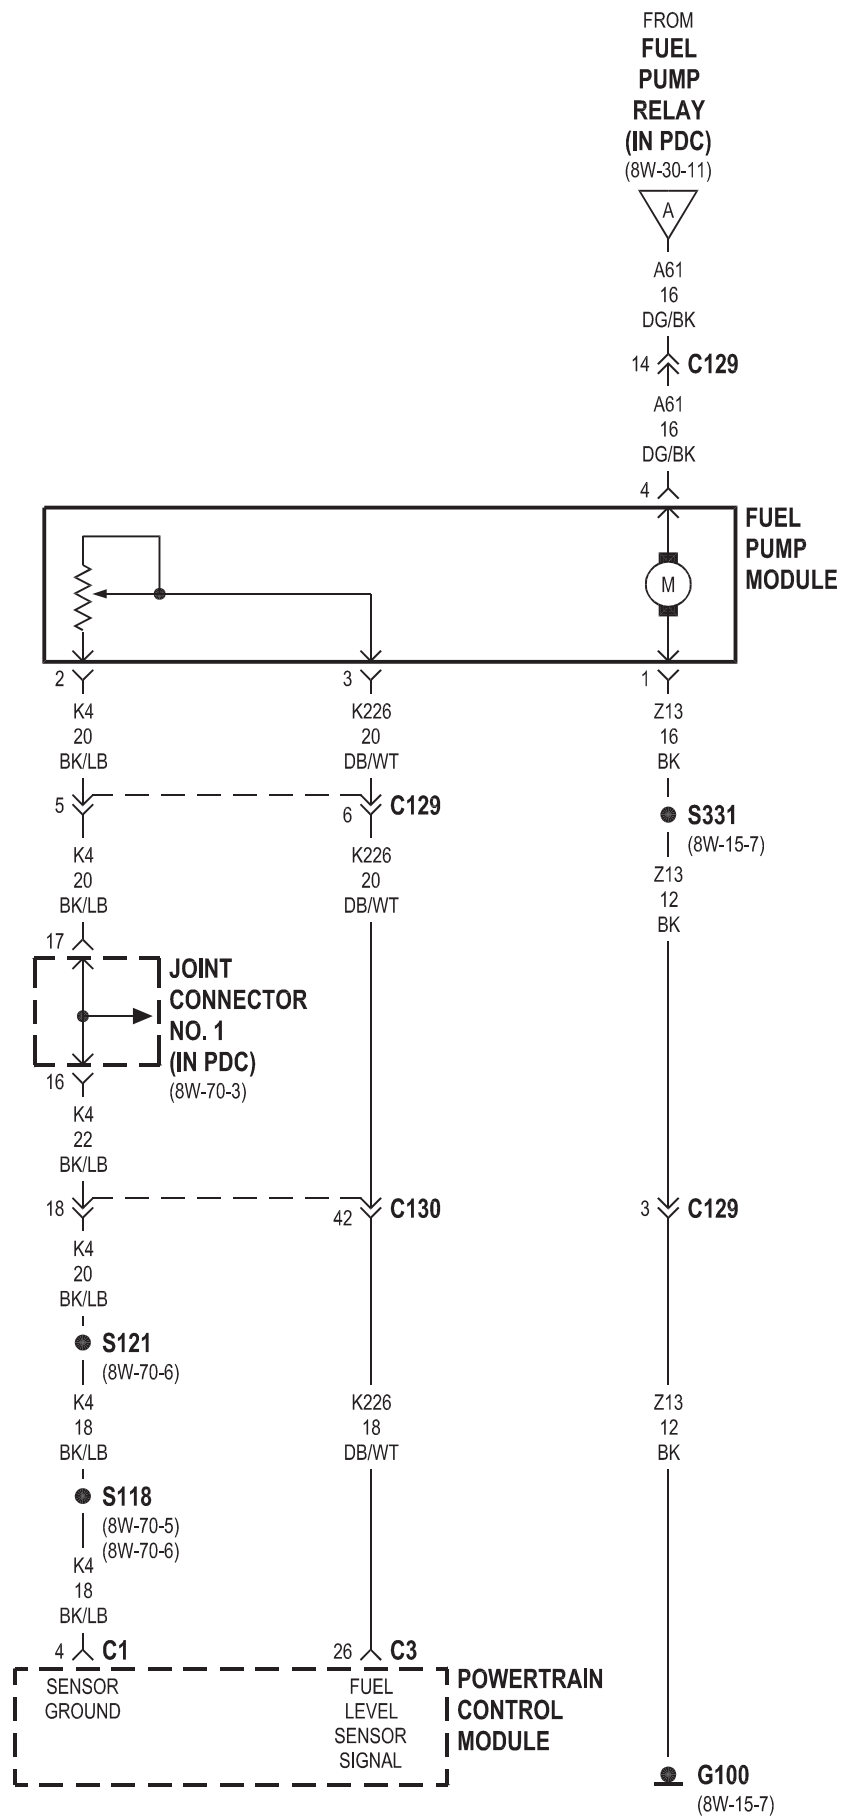 FROM
FUEL
PUMP
RELAY
(IN PDC)
(8W-30-11)
A
A61
16
DG/BK
14 C129
A61
16
DG/BK
4
FUEL
PUMP
MODULE
M
2
K4
20
BK/LB
3
K226
20
DB/WT
1
Z13
16
BK
5
6 C129
S331
(8W-15-7)
K4
20
BK/LB
K226
20
DB/WT
Z13
12
BK
17
JOINT
CONNECTOR
NO. 1
(IN PDC)
(8W-70-3)
16
K4
22
BK/LB
18
42 C130
3 C129
K4
20
BK/LB
S121
(8W-70-6)
K4
18
BK/LB
K226
18
DB/WT
Z13
12
BK
S118
(8W-70-5)
(8W-70-6)
K4
18
BK/LB
4 C1
26 C3
SENSOR
GROUND
FUEL
LEVEL
SENSOR
SIGNAL
POWERTRAIN
CONTROL
MODULE
G100
(8W-15-7)